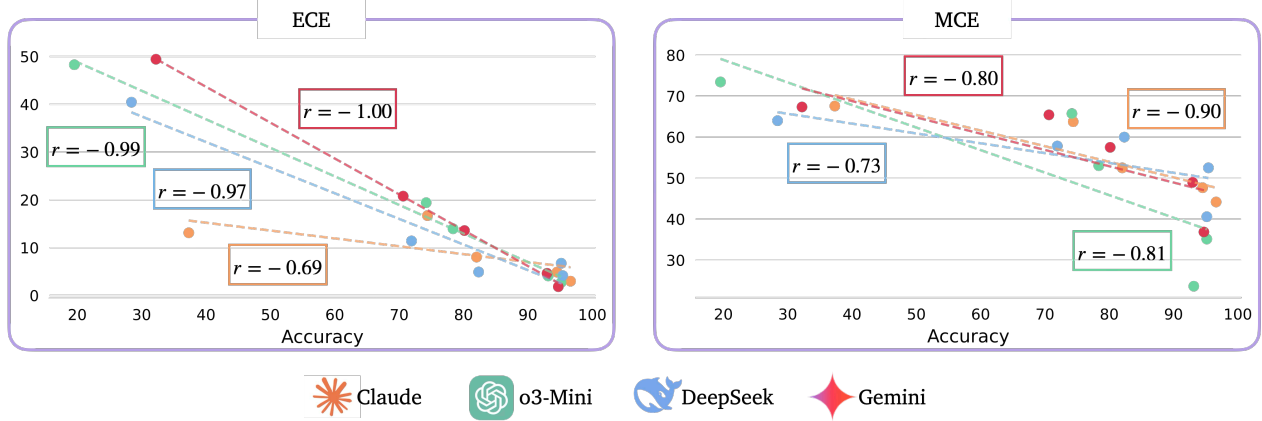 ECE
50
40
30
20
10
0
r = − 1.00
r = − 0.99
r = − 0.97
r = − 0.69
20 30 40 50 60 70 80 90 100
Accuracy
MCE
80
70
60
50
40
30
r = − 0.80
r = − 0.90
r = − 0.73
r = − 0.81
20 30 40 50 60 70 80 90 100
Accuracy
Claude o3-Mini DeepSeek Gemini